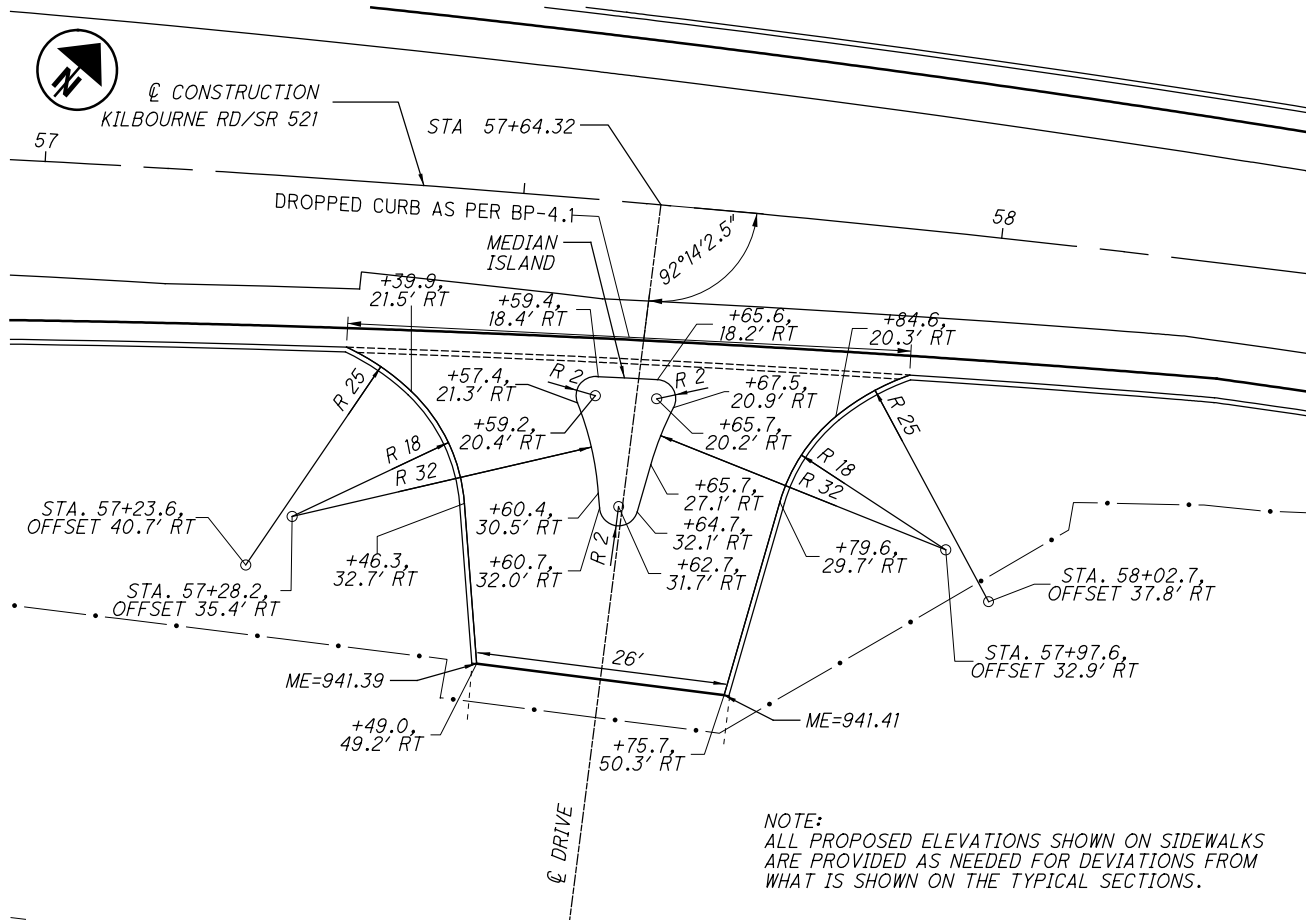 N
℄ CONSTRUCTION
KILBOURNE RD/SR 521
STA 57+64.32
57
DROPPED CURB AS PER BP-4.1
58
92°14'2.5"
MEDIAN
ISLAND
+39.9,
21.5' RT
+59.4,
18.4' RT
+65.6,
18.2' RT
+84.6,
20.3' RT
R 25
+57.4,
21.3' RT
R 2
R 2
+67.5,
20.9' RT
R 25
+59.2,
20.4' RT
+65.7,
20.2' RT
R 18
R 32
R 18
R 32
STA. 57+23.6,
OFFSET 40.7' RT
+60.4,
30.5' RT
+65.7,
27.1' RT
+64.7,
32.1' RT
+46.3,
32.7' RT
+60.7,
32.0' RT
R 2
+62.7,
31.7' RT
+79.6,
29.7' RT
STA. 57+28.2,
OFFSET 35.4' RT
STA. 58+02.7,
OFFSET 37.8' RT
26'
STA. 57+97.6,
OFFSET 32.9' RT
ME=941.39
ME=941.41
+49.0,
49.2' RT
+75.7,
50.3' RT
℄ DRIVE
NOTE:
ALL PROPOSED ELEVATIONS SHOWN ON SIDEWALKS
ARE PROVIDED AS NEEDED FOR DEVIATIONS FROM
WHAT IS SHOWN ON THE TYPICAL SECTIONS.